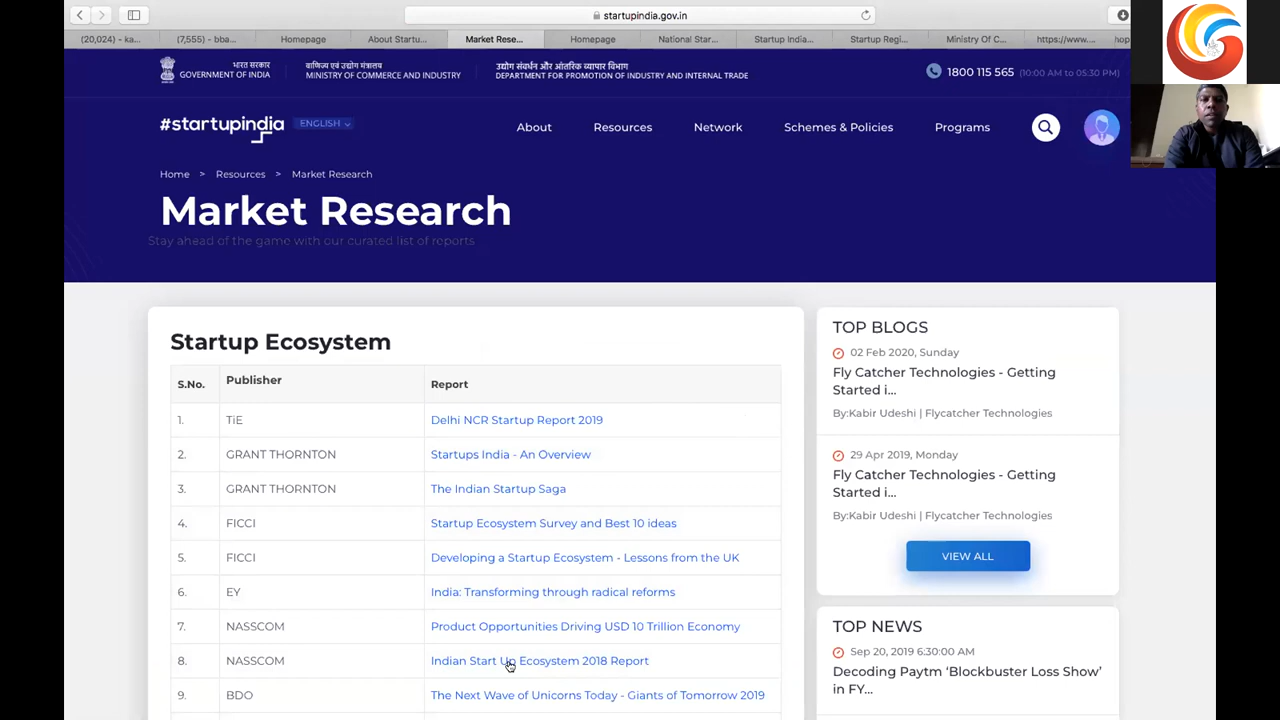 startupindia.gov.in
(20,024) - ka...
(7,555) - bba...
Homepage
About Startu...
Market Rese...
Homepage
National Star...
Startup India...
Startup Regi...
Ministry Of C...
https://www....
भारत सरकार
GOVERNMENT OF INDIA
वाणिज्य एवं उद्योग मंत्रालय
MINISTRY OF COMMERCE AND INDUSTRY
उद्योग संवर्धन और आंतरिक व्यापार विभाग
DEPARTMENT FOR PROMOTION OF INDUSTRY AND INTERNAL TRADE
1800 115 565 (10:00 AM to 05:30 PM)
#startupindia
ENGLISH
About
Resources
Network
Schemes & Policies
Programs
Home > Resources > Market Research
Market Research
Stay ahead of the game with our curated list of reports
Startup Ecosystem
S.No. Publisher Report
1. TiE Delhi NCR Startup Report 2019
2. GRANT THORNTON Startups India - An Overview
3. GRANT THORNTON The Indian Startup Saga
4. FICCI Startup Ecosystem Survey and Best 10 ideas
5. FICCI Developing a Startup Ecosystem - Lessons from the UK
6. EY India: Transforming through radical reforms
7. NASSCOM Product Opportunities Driving USD 10 Trillion Economy
8. NASSCOM Indian Start Up Ecosystem 2018 Report
9. BDO The Next Wave of Unicorns Today - Giants of Tomorrow 2019
TOP BLOGS
02 Feb 2020, Sunday
Fly Catcher Technologies - Getting
Started i...
By:Kabir Udeshi | Flycatcher Technologies
29 Apr 2019, Monday
Fly Catcher Technologies - Getting
Started i...
By:Kabir Udeshi | Flycatcher Technologies
VIEW ALL
TOP NEWS
Sep 20, 2019 6:30:00 AM
Decoding Paytm ‘Blockbuster Loss Show’
in FY...